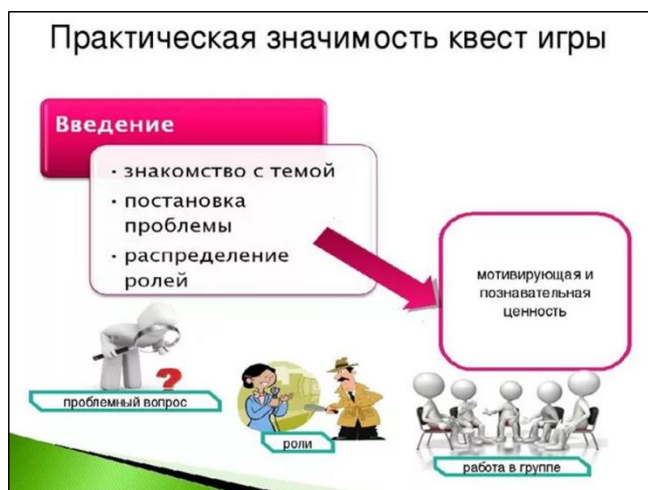 Практическая значимость квест игры
Введение
• знакомство с темой
• постановка
проблемы
• распределение
ролей
мотивирующая и
познавательная
ценность
проблемный вопрос
роли
работа в группе